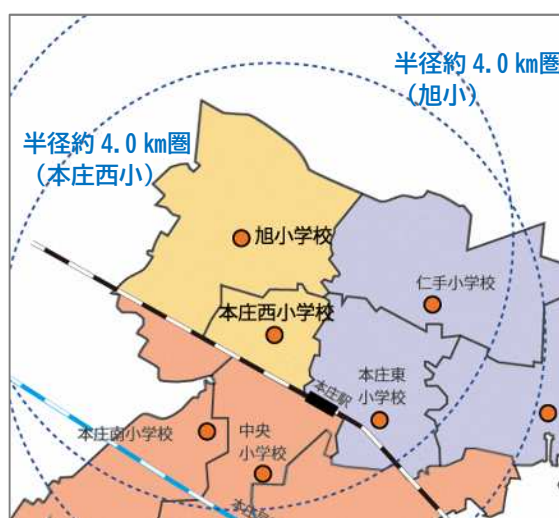 半径約 4.0 km圏
（旭小）
半径約 4.0 km圏
（本庄西小）
旭小学校
仁手小学校
本庄西小学校
本庄駅
本庄東
小学校
本庄南小学校
中央
小学校